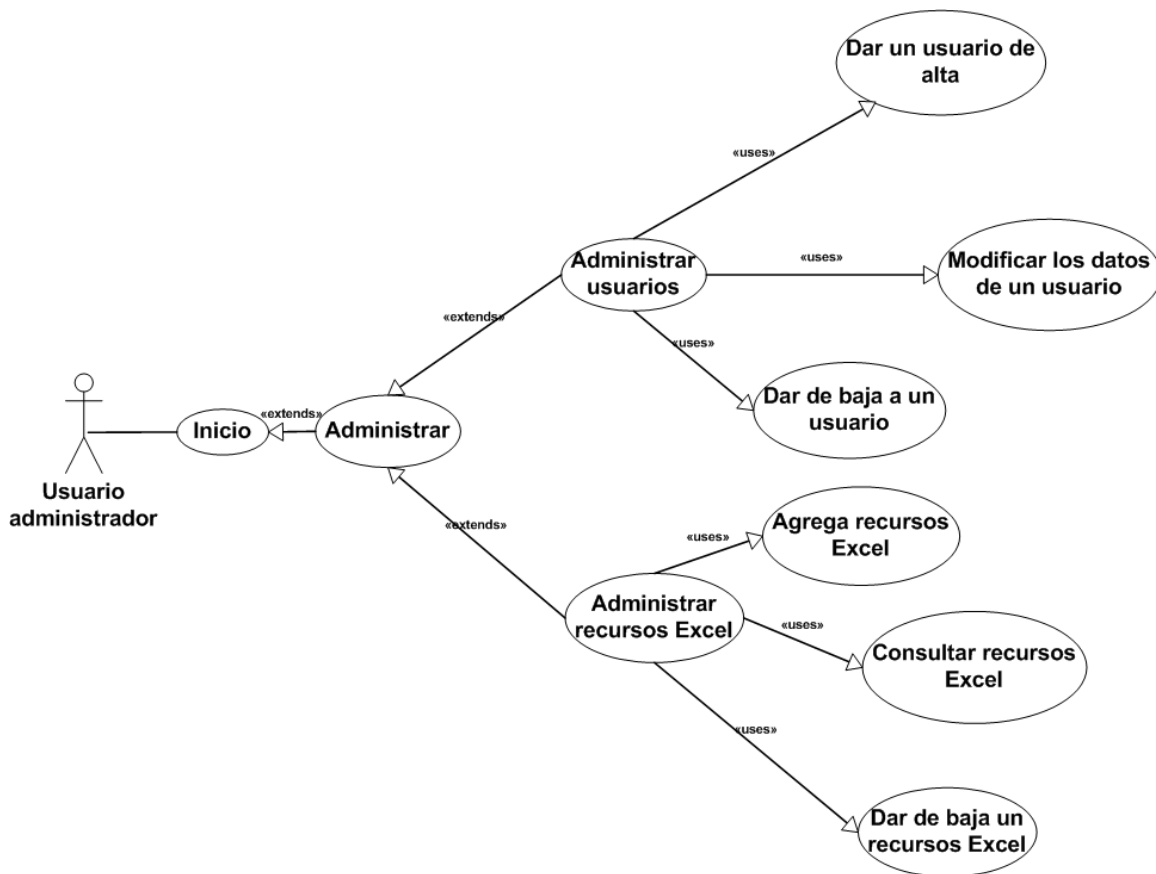 Dar un usuario de
alta
«uses»
Administrar
usuarios
«uses»
Modificar los datos
de un usuario
«extends»
«uses»
Dar de baja a un
usuario
Usuario
administrador
Inicio
«extends»
Administrar
«extends»
Agrega recursos
Excel
«uses»
Administrar
recursos Excel
«uses»
Consultar recursos
Excel
«uses»
Dar de baja un
recursos Excel